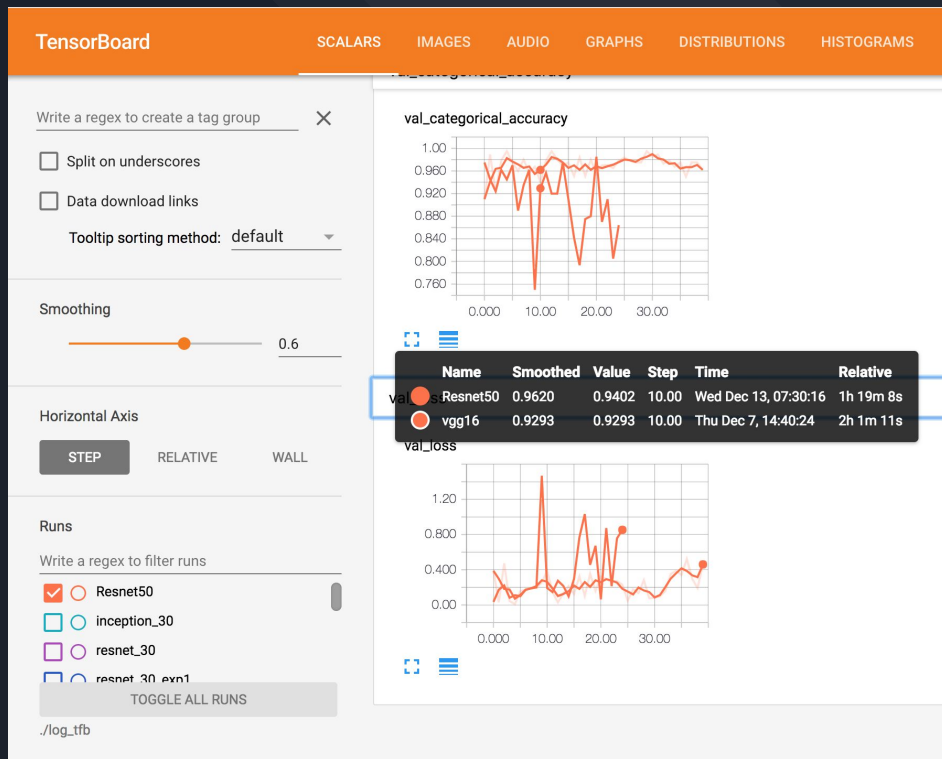 TensorBoard SCALARS IMAGES AUDIO GRAPHS DISTRIBUTIONS HISTOGRAMS
val_categorical_accuracy
Write a regex to create a tag group
Split on underscores
Data download links
Tooltip sorting method: default
Smoothing
0.6
Horizontal Axis
STEP RELATIVE WALL
Runs
Write a regex to filter runs
Resnet50
inception_30
resnet_30
resnet_30_exp1
TOGGLE ALL RUNS
./log_tfb
val_categorical_accuracy
1.00
0.960
0.920
0.880
0.840
0.800
0.760
0.000 10.00 20.00 30.00
Name Smoothed Value Step Time Relative
Resnet50 0.9620 0.9402 10.00 Wed Dec 13, 07:30:16 1h 19m 8s
vgg16 0.9293 0.9293 10.00 Thu Dec 7, 14:40:24 2h 1m 11s
val_loss
1.20
0.800
0.400
0.00
0.000 10.00 20.00 30.00